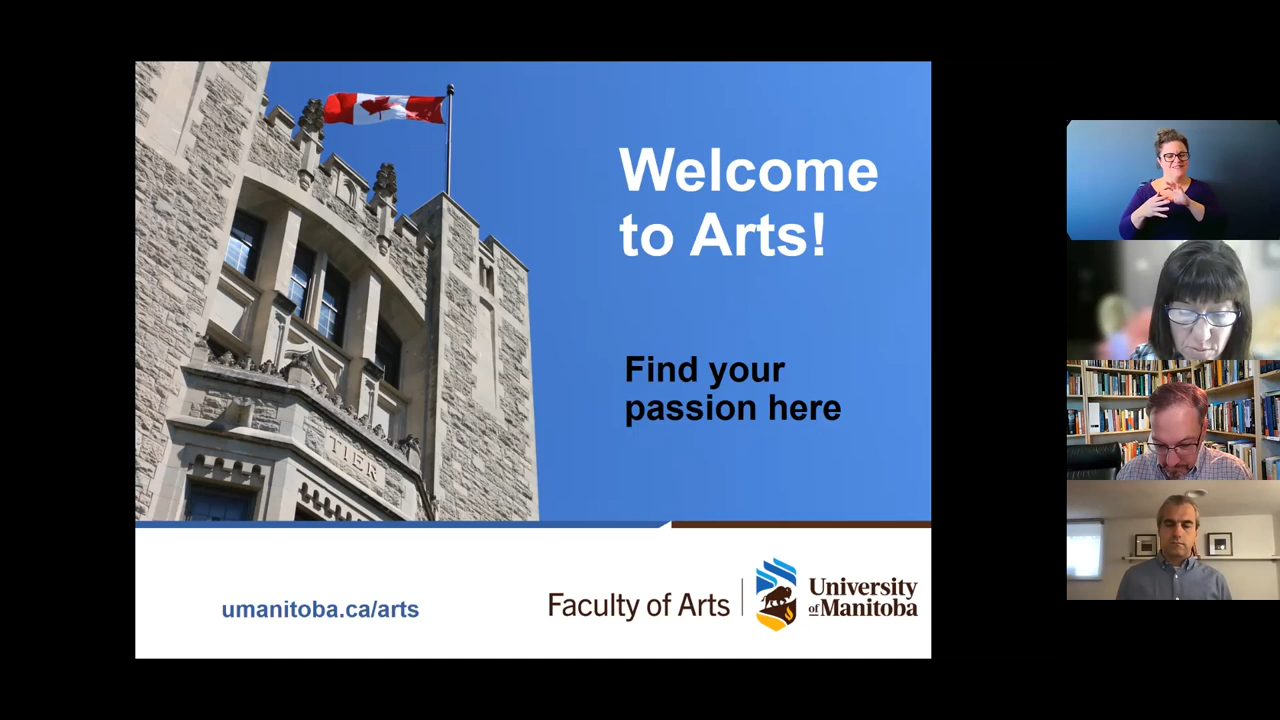 Welcome
to Arts!
Find your
passion here
TIER
umanitoba.ca/arts
Faculty of Arts
University
of Manitoba